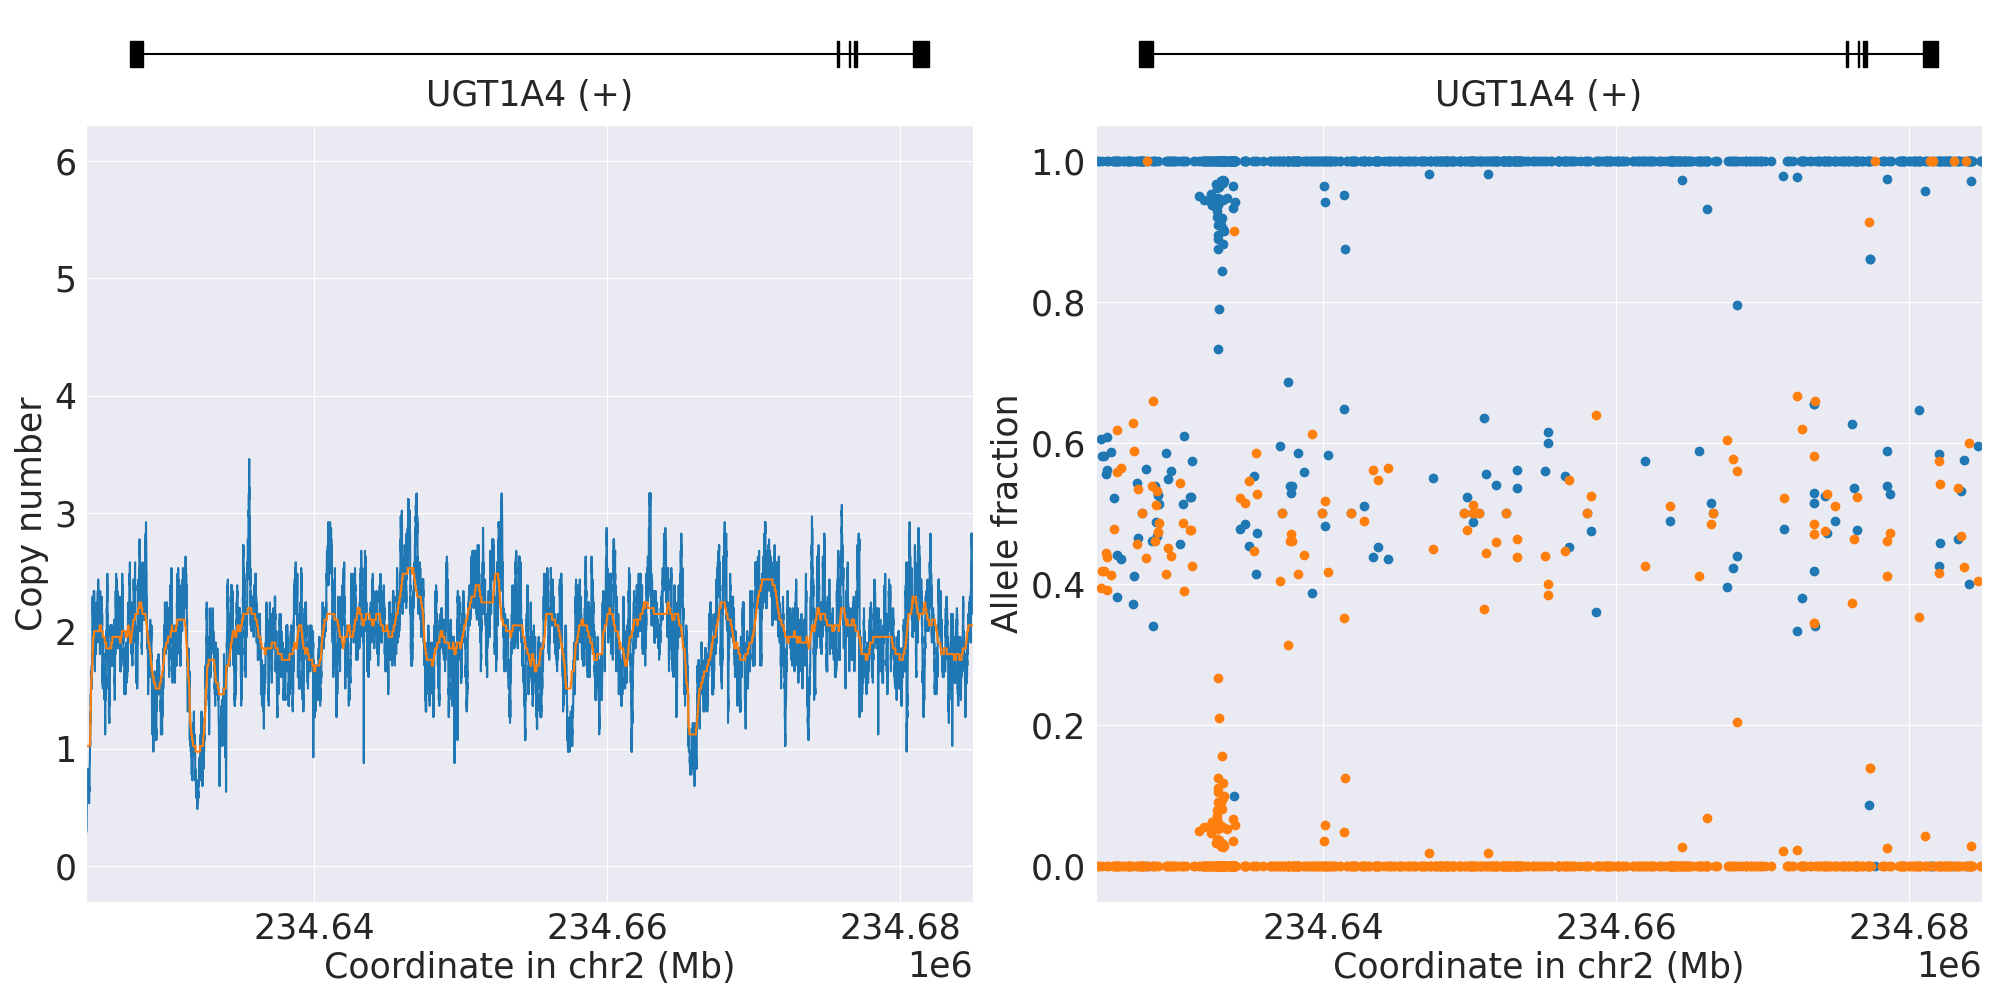 UGT1A4 (+)
6
5
4
3
2
1
0
Copy number
234.64
234.66
234.68
Coordinate in chr2 (Mb)
1e6
UGT1A4 (+)
1.0
0.8
0.6
0.4
0.2
0.0
Allele fraction
234.64
234.66
234.68
Coordinate in chr2 (Mb)
1e6